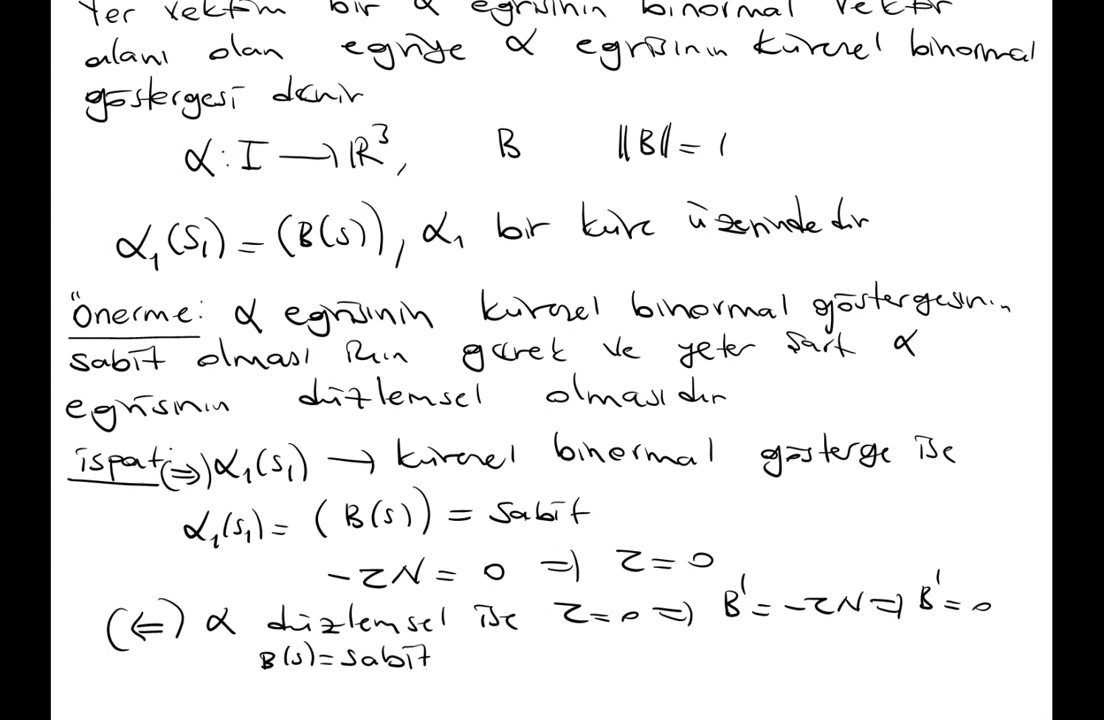 Yer vektörü bir α eğrisinin binormal vektör
alanı olan eğriye α eğrisinin küresel binormal
göstergesi denir
α : I → ℝ³, B ||B|| = 1
α₁(s₁) = (B(s)), α₁ bir küre üzerindedir
Önerme: α eğrisinin küresel binormal göstergesinin
sabit olması için gerek ve yeter şart α
eğrisinin düzlemsel olmasıdır
ispat: (⇒) α₁(s₁) → küresel binormal gösterge ise
α₁(s₁) = (B(s)) = sabit
-τN = 0 ⇒ τ = 0
(⇐) α düzlemsel ise τ = 0 ⇒ B' = -τN ⇒ B' = 0
B(s) = sabit